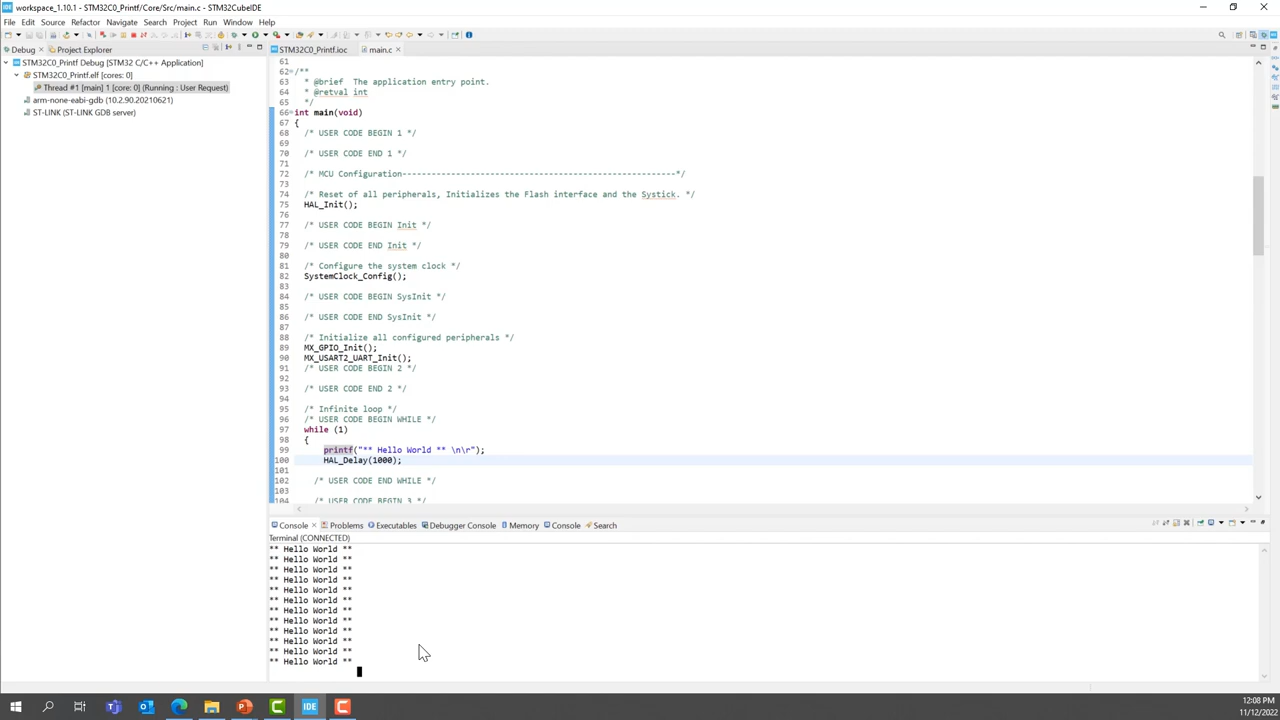 workspace_1.10.1 - STM32C0_Printf/Core/Src/main.c - STM32CubeIDE
File Edit Source Refactor Navigate Search Project Run Window Help
Debug Project Explorer
STM32C0_Printf Debug [STM32 C/C++ Application]
STM32C0_Printf.elf [cores: 0]
Thread #1 [main] 1 [core: 0] (Running : User Request)
arm-none-eabi-gdb (10.2.90.20210621)
ST-LINK (ST-LINK GDB server)
STM32C0_Printf.ioc main.c
61
62 /**
63 * @brief The application entry point.
64 * @retval int
65 */
66 int main(void)
67 {
68 /* USER CODE BEGIN 1 */
69
70 /* USER CODE END 1 */
71
72 /* MCU Configuration--------------------------------------------------------*/
73
74 /* Reset of all peripherals, Initializes the Flash interface and the Systick. */
75 HAL_Init();
76
77 /* USER CODE BEGIN Init */
78
79 /* USER CODE END Init */
80
81 /* Configure the system clock */
82 SystemClock_Config();
83
84 /* USER CODE BEGIN SysInit */
85
86 /* USER CODE END SysInit */
87
88 /* Initialize all configured peripherals */
89 MX_GPIO_Init();
90 MX_USART2_UART_Init();
91 /* USER CODE BEGIN 2 */
92
93 /* USER CODE END 2 */
94
95 /* Infinite loop */
96 /* USER CODE BEGIN WHILE */
97 while (1)
98 {
99 printf("** Hello World ** \n\r");
100 HAL_Delay(1000);
101
102 /* USER CODE END WHILE */
103
104 /* USER CODE BEGIN 3 */
Console Problems Executables Debugger Console Memory Console Search
Terminal (CONNECTED)
** Hello World **
** Hello World **
** Hello World **
** Hello World **
** Hello World **
** Hello World **
** Hello World **
** Hello World **
** Hello World **
** Hello World **
** Hello World **
** Hello World **
IDE
12:08 PM
11/12/2022